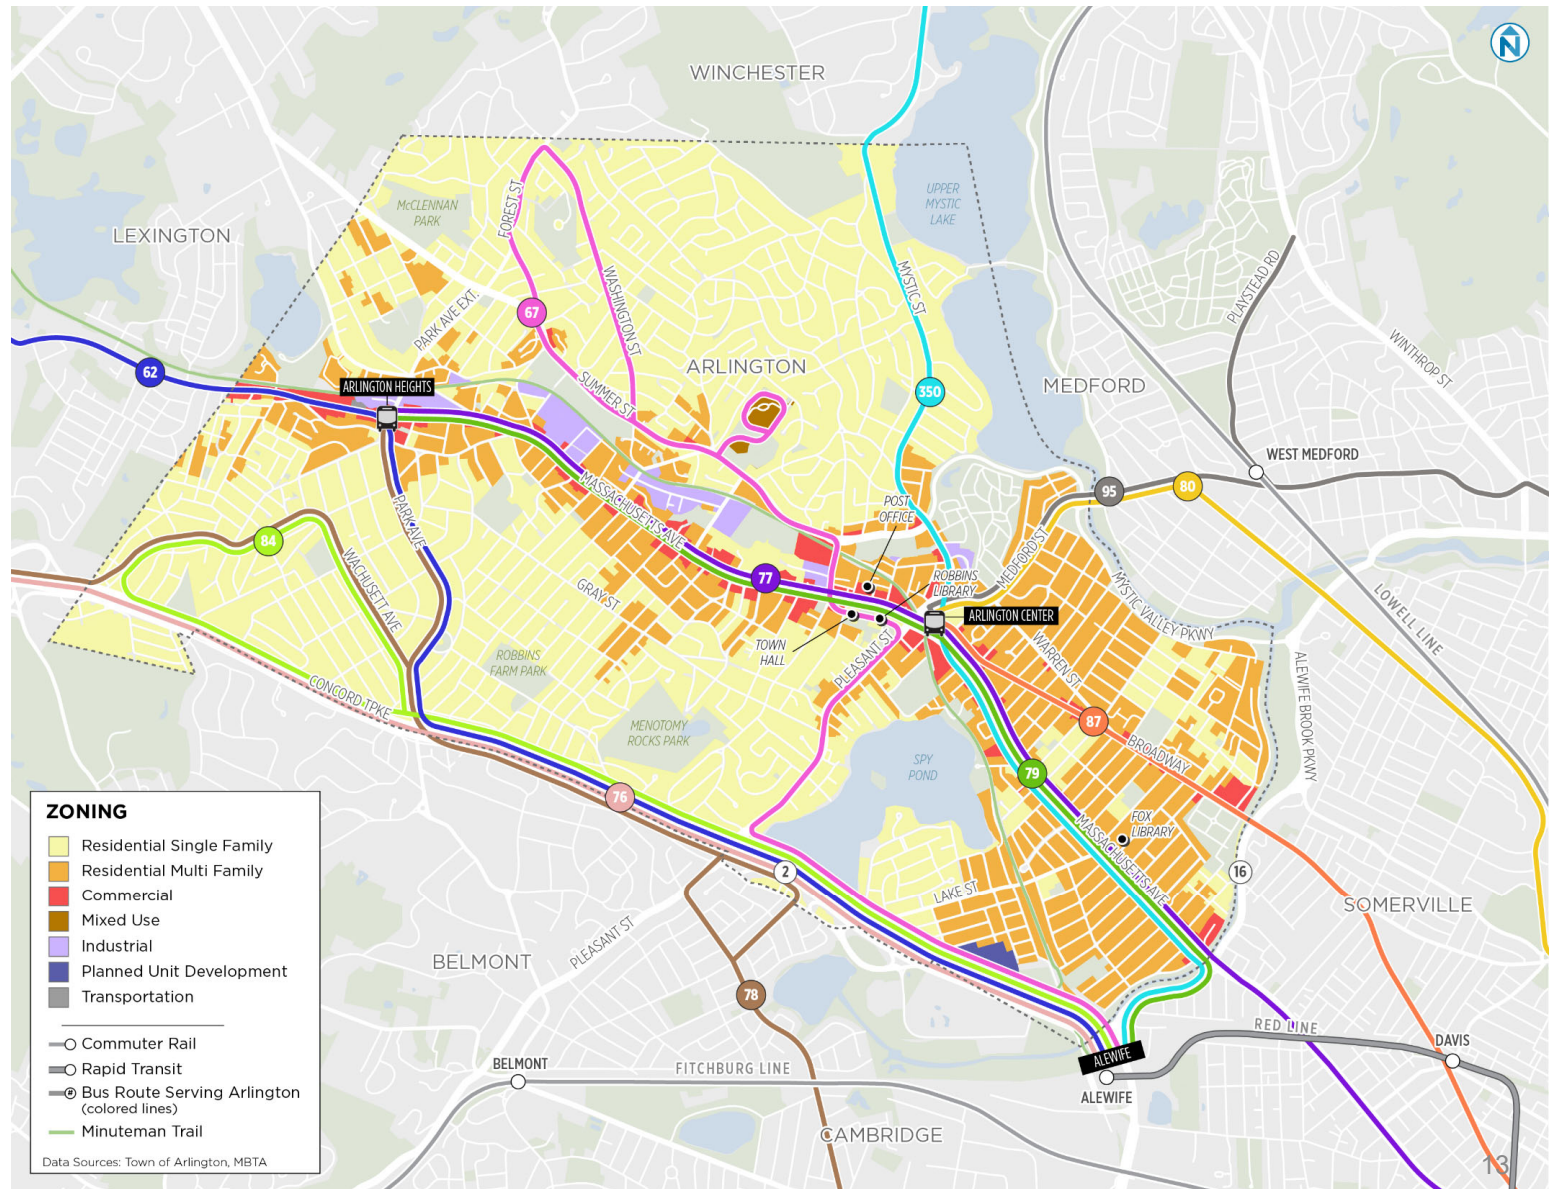 N
WINCHESTER
LEXINGTON
McCLENNAN
PARK
FOREST ST
UPPER
MYSTIC
LAKE
WASHINGTON ST
MYSTIC ST
PLAYSTEAD RD
67
PARK AVE EXT.
WINTHROP ST
62
ARLINGTON HEIGHTS
SUMMER ST
ARLINGTON
350
MEDFORD
WEST MEDFORD
95
80
MASSACHUSETTS AVE
POST
OFFICE
PARK AVE
84
WACHUSETT AVE
77
GRAY ST
ROBBINS
LIBRARY
MEDFORD ST
MYSTIC VALLEY PKWY
LOWELL LINE
ARLINGTON CENTER
TOWN
HALL
PLEASANT ST
WARREN ST
ALEWIFE BROOK PKWY
ROBBINS
FARM PARK
CONCORD TPKE
MENOTOMY
ROCKS PARK
87
BROADWAY
SPY
POND
79
76
FOX
LIBRARY
MASSACHUSETTS AVE
2
16
LAKE ST
SOMERVILLE
PLEASANT ST
BELMONT
78
RED LINE
DAVIS
ALEWIFE
ALEWIFE
BELMONT
FITCHBURG LINE
CAMBRIDGE
ZONING
Residential Single Family
Residential Multi Family
Commercial
Mixed Use
Industrial
Planned Unit Development
Transportation
Commuter Rail
Rapid Transit
# Bus Route Serving Arlington
(colored lines)
Minuteman Trail
Data Sources: Town of Arlington, MBTA
13